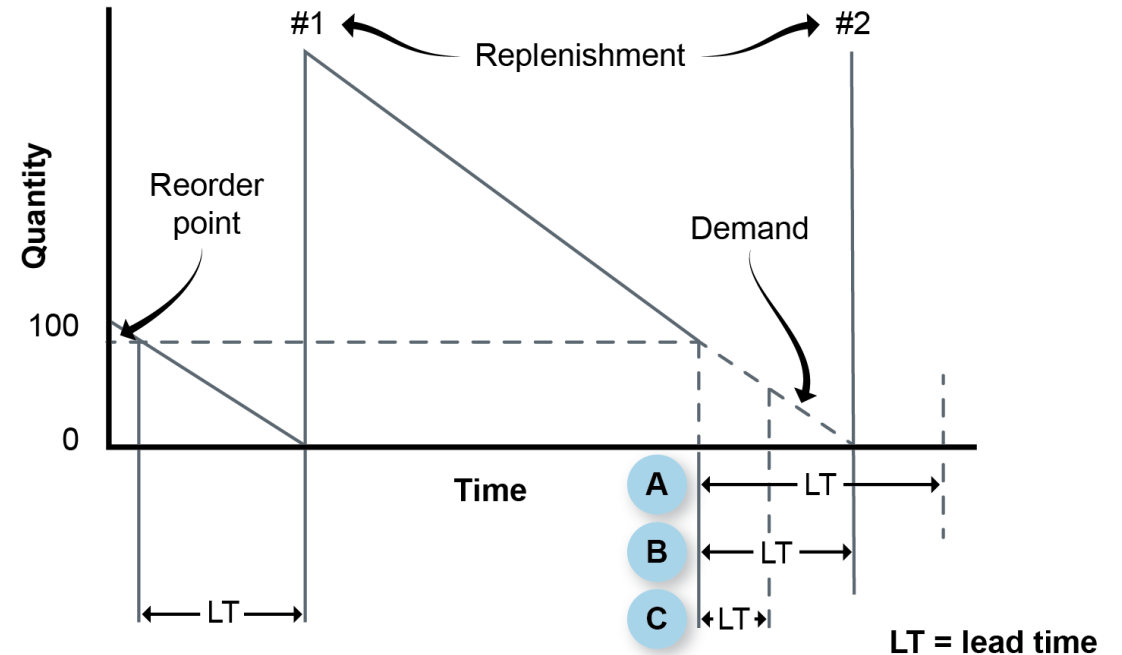 #1
#2
Replenishment
Quantity
Reorder
point
Demand
100
0
Time
A
LT
B
LT
C
LT
LT
LT = lead time